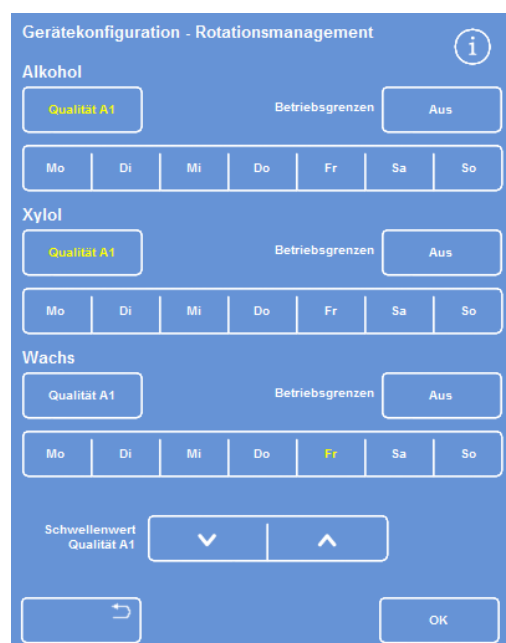 Gerätekonfiguration - Rotationsmanagement
i
Alkohol
Qualität A1 Betriebsgrenzen Aus
Mo Di Mi Do Fr Sa So
Xylol
Qualität A1 Betriebsgrenzen Aus
Mo Di Mi Do Fr Sa So
Wachs
Qualität A1 Betriebsgrenzen Aus
Mo Di Mi Do Fr Sa So
Schwellenwert
Qualität A1
OK